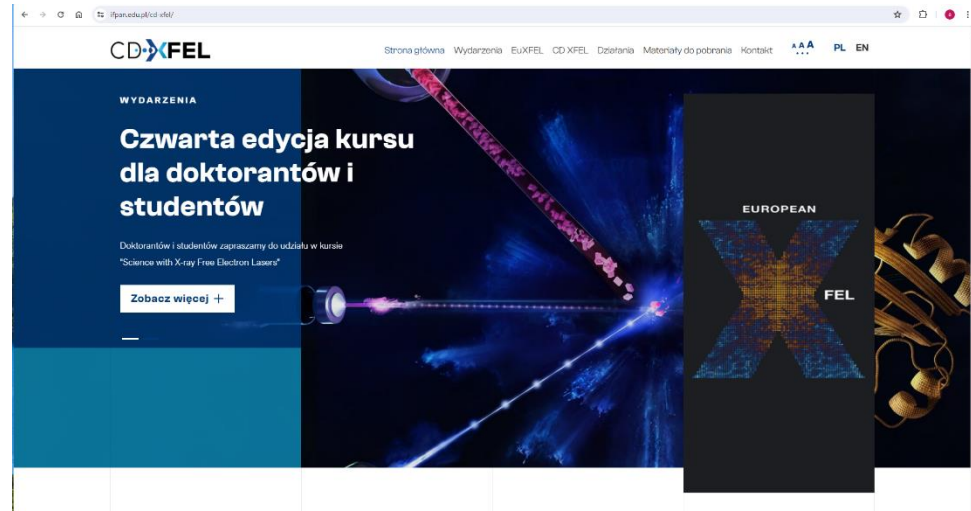 ifpan.edu.pl/cd-xfel/
CD XFEL
Strona główna Wydarzenia EuXFEL CD XFEL Działania Materiały do pobrania Kontakt A A A PL EN
WYDARZENIA
Czwarta edycja kursu
dla doktorantów i
studentów
Doktorantów i studentów zapraszamy do udziału w kursie
"Science with X-ray Free Electron Lasers"
Zobacz więcej +
EUROPEAN
X
FEL